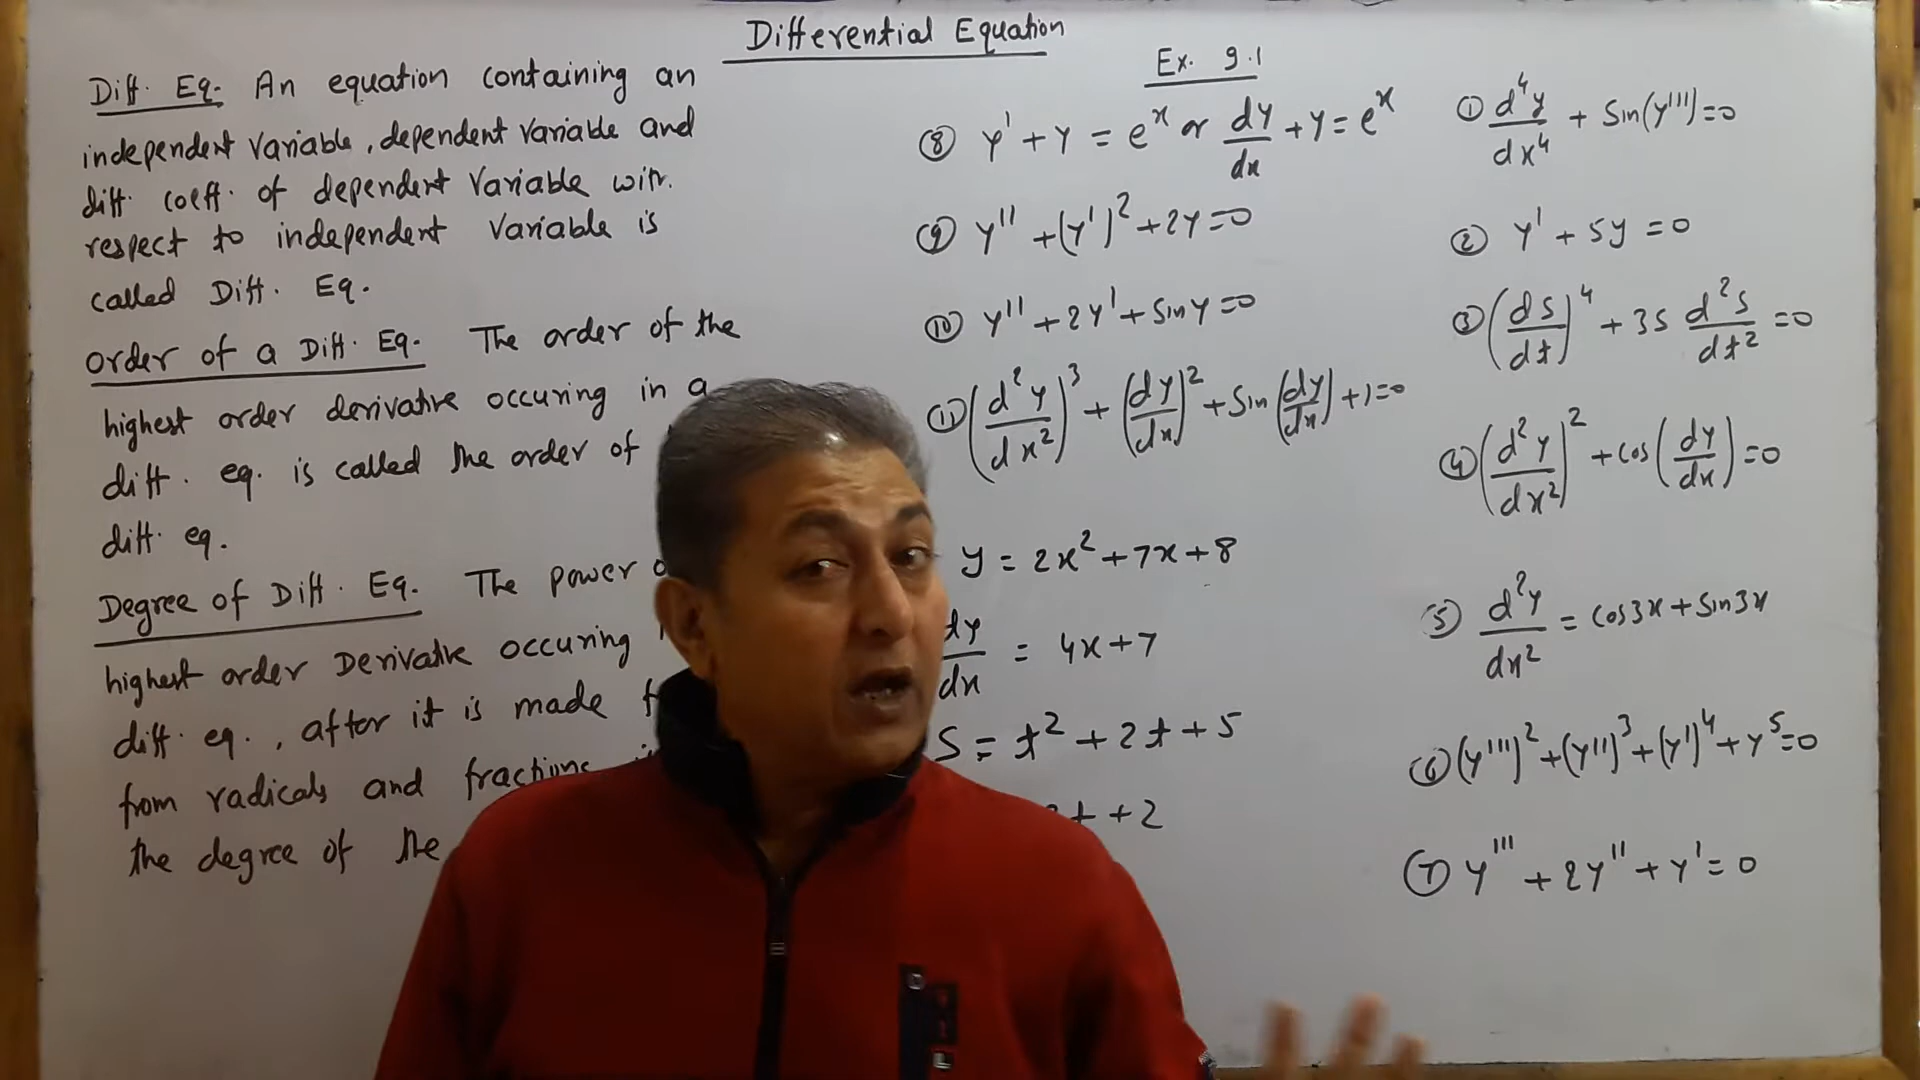 Differential Equation
Diff. Eq. An equation containing an
independent variable, dependent variable and
diff. coeff. of dependent variable with.
respect to independent variable is
called Diff. Eq.
Order of a Diff. Eq. The order of the
highest order derivative occuring in a
diff. eq. is called the order of
diff. eq.
Degree of Diff. Eq. The power
highest order Derivative occuring
diff. eq., after it is made
from radicals and fractions
the degree of the
Ex. 9.1
⑧ y' + y = e^x or dy/dx + y = e^x
⑨ y'' + (y')^2 + 2y = 0
⑩ y'' + 2y' + sin y = 0
⑪ (d^2y/dx^2)^3 + (dy/dx)^2 + sin(dy/dx) + 1 = 0
y = 2x^2 + 7x + 8
dy/dx = 4x + 7
S = t^2 + 2t + 5
t + 2
① d^4y/dx^4 + Sin(y''') = 0
② y' + 5y = 0
③ (ds/dt)^4 + 3s d^2s/dt^2 = 0
④ (d^2y/dx^2)^2 + cos(dy/dx) = 0
⑤ d^2y/dx^2 = cos3x + sin3x
⑥ (y''')^2 + (y'')^3 + (y')^4 + y^5 = 0
⑦ y''' + 2y'' + y' = 0